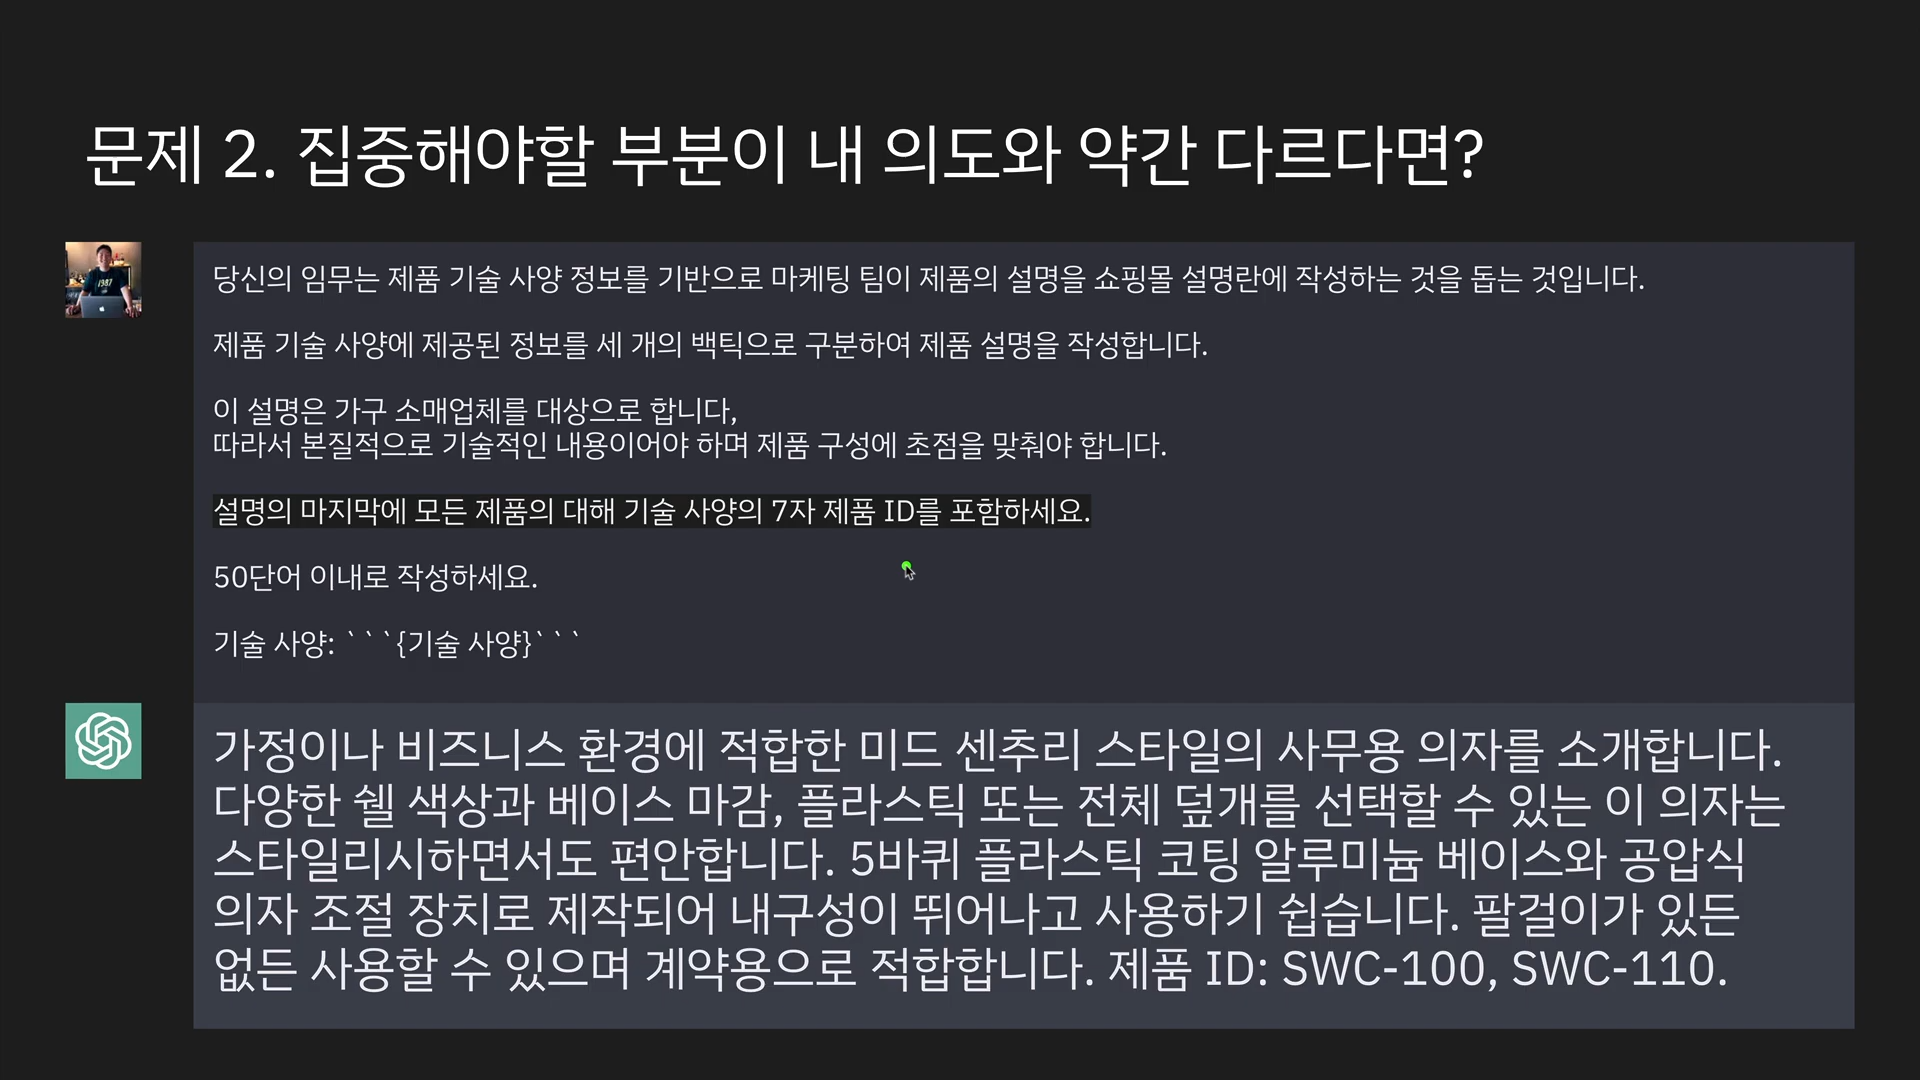 문제 2. 집중해야할 부분이 내 의도와 약간 다르다면?
당신의 임무는 제품 기술 사양 정보를 기반으로 마케팅 팀이 제품의 설명을 쇼핑몰 설명란에 작성하는 것을 돕는 것입니다.
제품 기술 사양에 제공된 정보를 세 개의 백틱으로 구분하여 제품 설명을 작성합니다.
이 설명은 가구 소매업체를 대상으로 합니다,
따라서 본질적으로 기술적인 내용이어야 하며 제품 구성에 초점을 맞춰야 합니다.
설명의 마지막에 모든 제품의 대해 기술 사양의 7자 제품 ID를 포함하세요.
50단어 이내로 작성하세요.
기술 사양: ```{기술 사양}```
가정이나 비즈니스 환경에 적합한 미드 센추리 스타일의 사무용 의자를 소개합니다.
다양한 쉘 색상과 베이스 마감, 플라스틱 또는 전체 덮개를 선택할 수 있는 이 의자는
스타일리시하면서도 편안합니다. 5바퀴 플라스틱 코팅 알루미늄 베이스와 공압식
의자 조절 장치로 제작되어 내구성이 뛰어나고 사용하기 쉽습니다. 팔걸이가 있든
없든 사용할 수 있으며 계약용으로 적합합니다. 제품 ID: SWC-100, SWC-110.